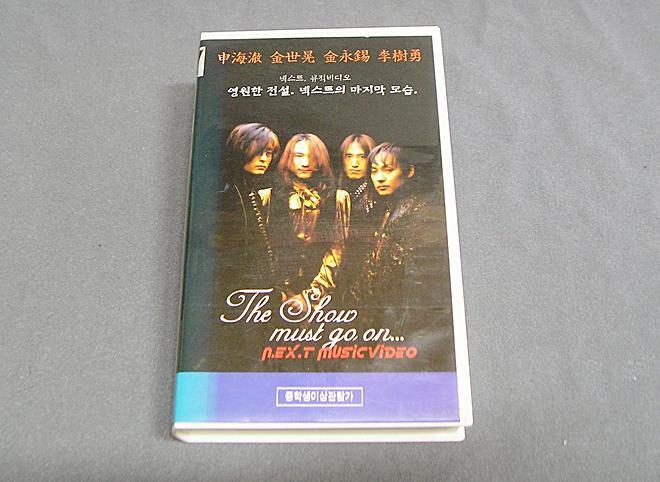 申海澈 金世晃 金永錫 李樹勇
넥스트. 뮤직비디오
영원한 전설. 넥스트의 마지막 모습.
The Show
must go on...
N.EX.T MUSICVIDEO
중학생이상관람가